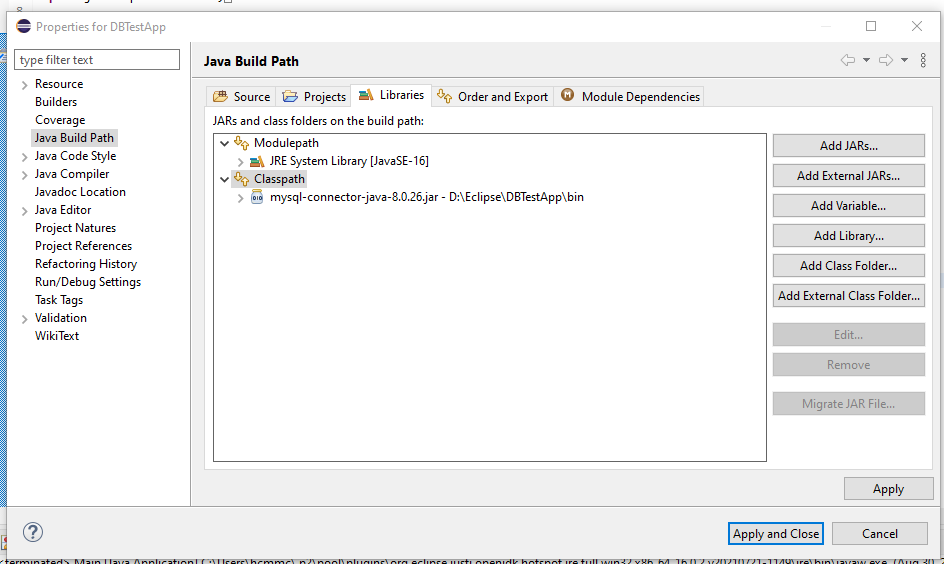 Properties for DBTestApp
type filter text
Resource
Builders
Coverage
Java Build Path
Java Code Style
Java Compiler
Javadoc Location
Java Editor
Project Natures
Project References
Refactoring History
Run/Debug Settings
Task Tags
Validation
WikiText
Java Build Path
Source
Projects
Libraries
Order and Export
Module Dependencies
JARs and class folders on the build path:
Modulepath
JRE System Library [JavaSE-16]
Classpath
mysql-connector-java-8.0.26.jar - D:\Eclipse\DBTestApp\bin
Add JARs...
Add External JARs...
Add Variable...
Add Library...
Add Class Folder...
Add External Class Folder...
Edit...
Remove
Migrate JAR File...
Apply
Apply and Close
Cancel